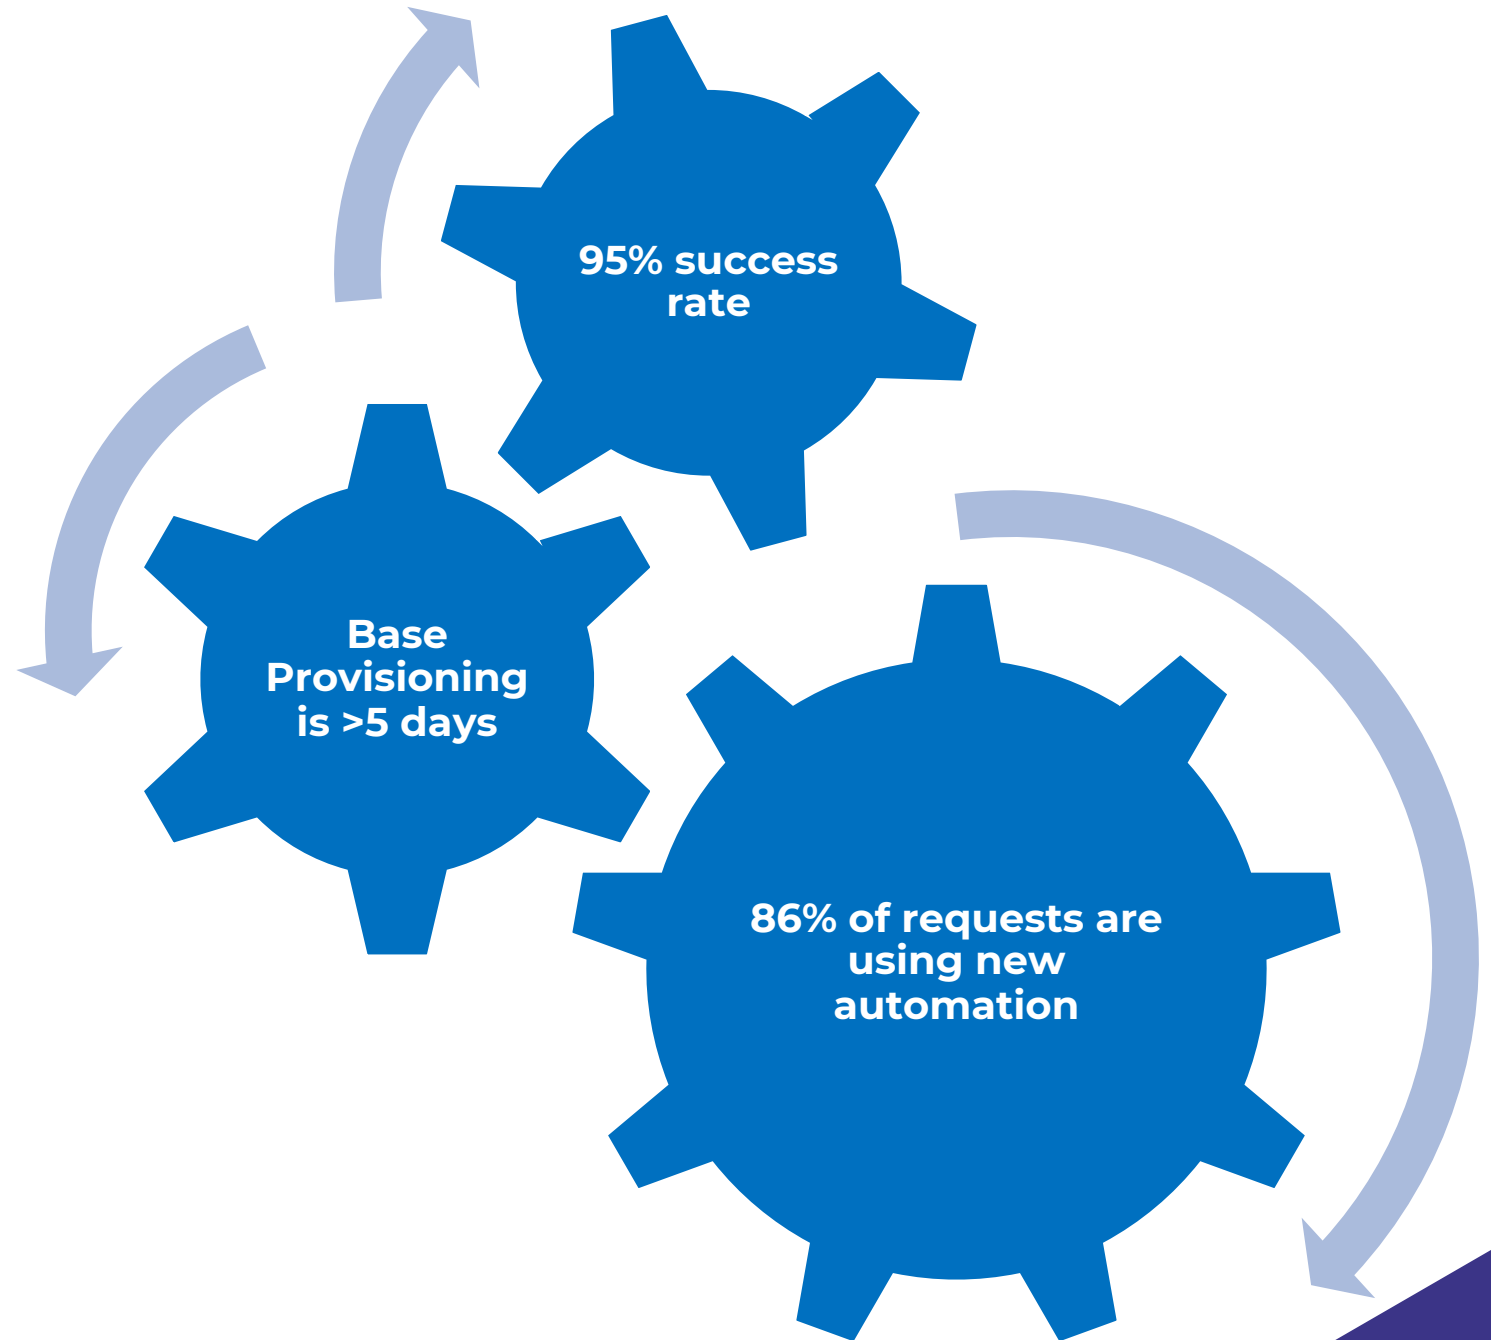 95% success
rate
Base
Provisioning
is >5 days
86% of requests are
using new
automation